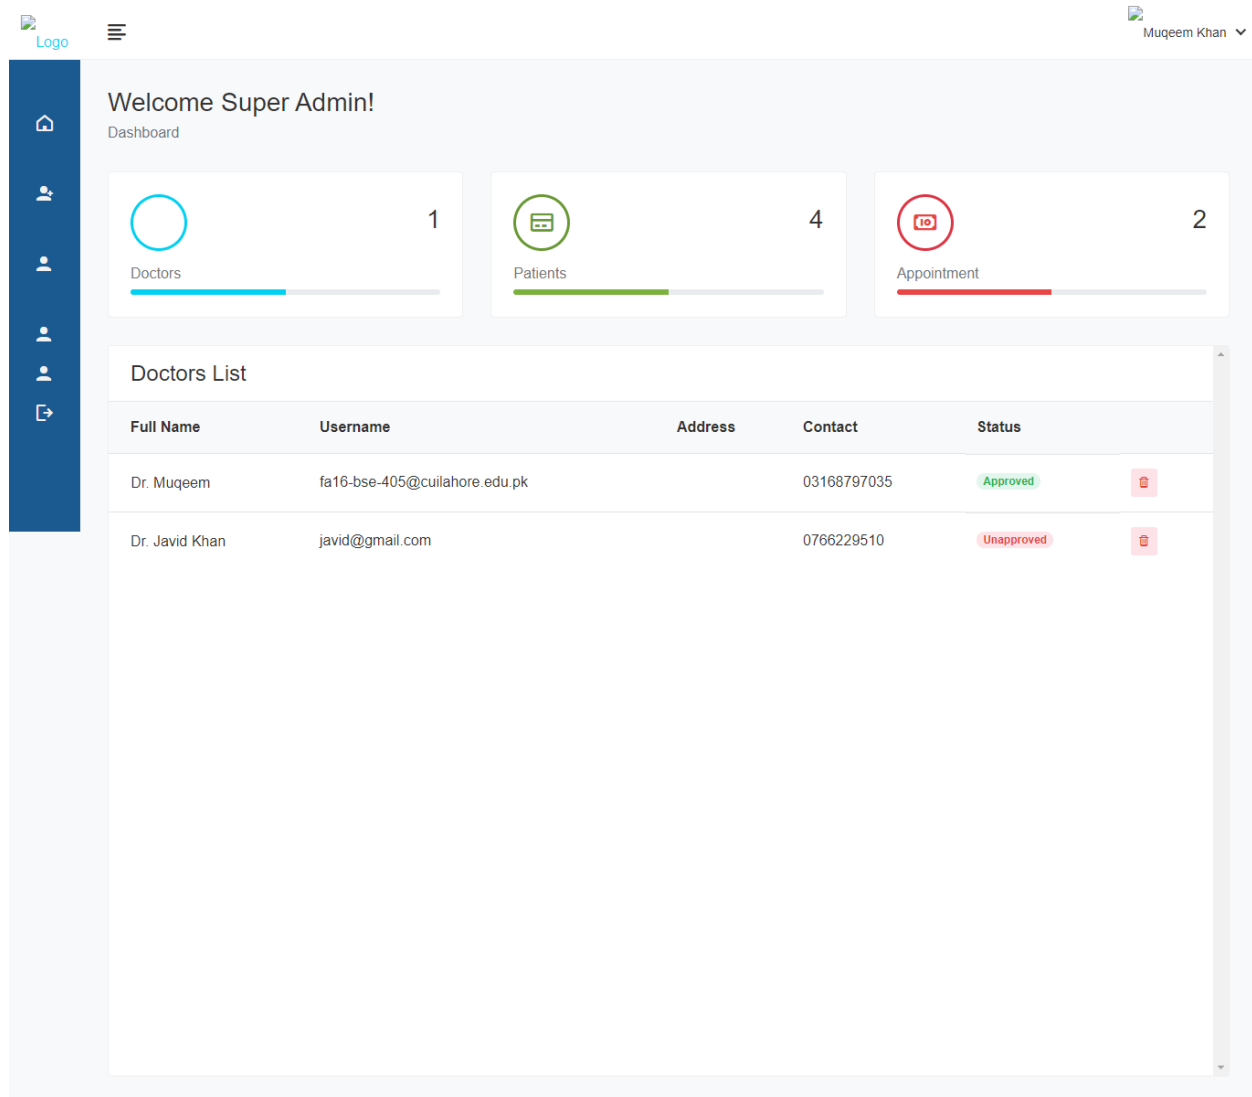 Logo
Muqeem Khan
Welcome Super Admin!
Dashboard
1
Doctors
4
Patients
10
2
Appointment
Doctors List
Full Name Username Address Contact Status
Dr. Muqeem fa16-bse-405@cuilahore.edu.pk 03168797035 Approved
Dr. Javid Khan javid@gmail.com 0766229510 Unapproved